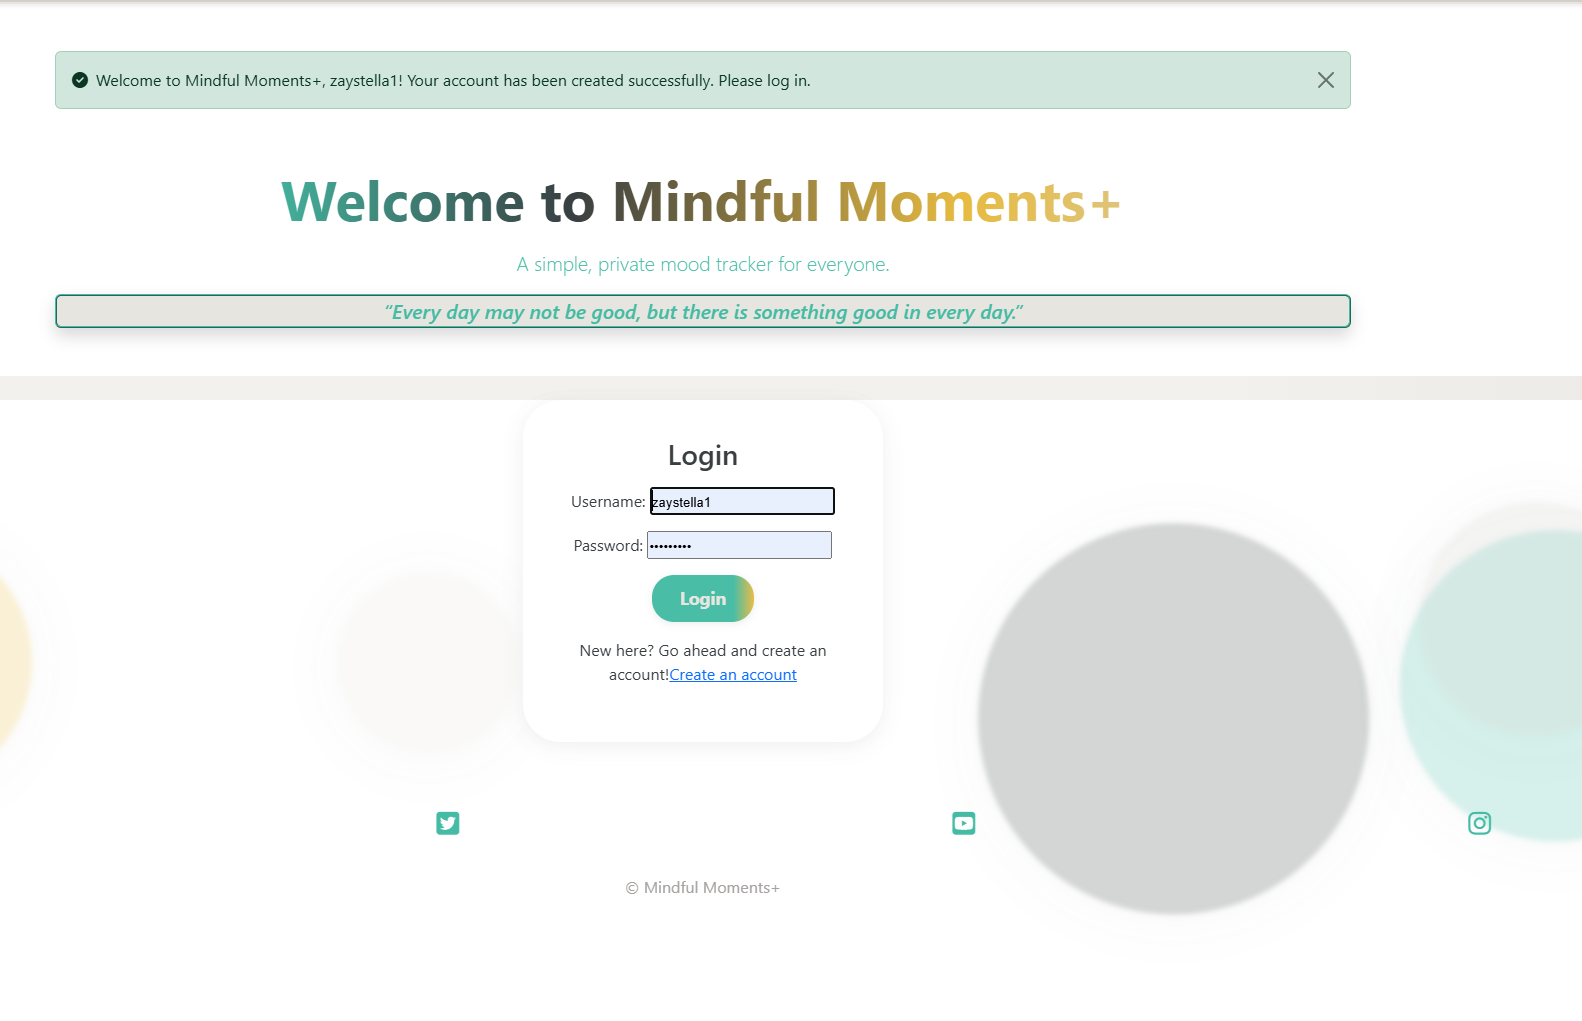 Welcome to Mindful Moments+, zaystella1! Your account has been created successfully. Please log in.
Welcome to Mindful Moments+
A simple, private mood tracker for everyone.
“Every day may not be good, but there is something good in every day.”
Login
Username: zaystella1
Password: •••••••••
Login
New here? Go ahead and create an
account!Create an account
© Mindful Moments+